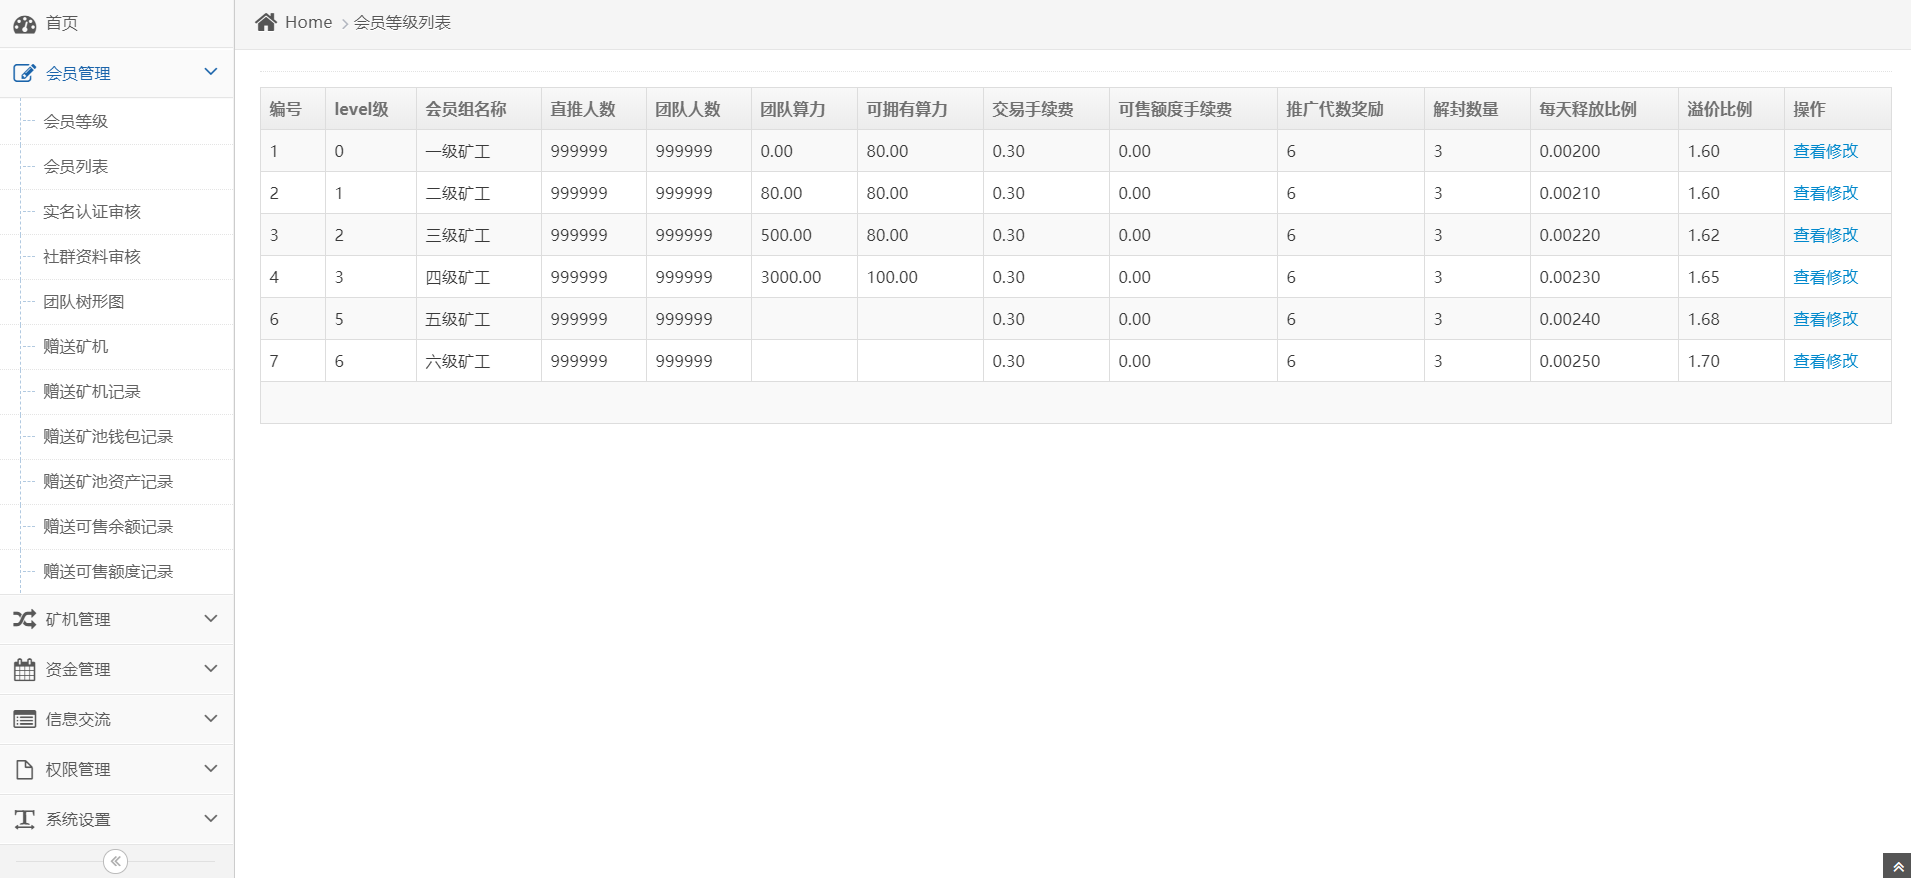 首页
会员管理
会员等级
会员列表
实名认证审核
社群资料审核
团队树形图
赠送矿机
赠送矿机记录
赠送矿池钱包记录
赠送矿池资产记录
赠送可售余额记录
赠送可售额度记录
矿机管理
资金管理
信息交流
权限管理
系统设置
Home 会员等级列表
编号 level级 会员组名称 直推人数 团队人数 团队算力 可拥有算力 交易手续费 可售额度手续费 推广代数奖励 解封数量 每天释放比例 溢价比例 操作
1 0 一级矿工 999999 999999 0.00 80.00 0.30 0.00 6 3 0.00200 1.60 查看修改
2 1 二级矿工 999999 999999 80.00 80.00 0.30 0.00 6 3 0.00210 1.60 查看修改
3 2 三级矿工 999999 999999 500.00 80.00 0.30 0.00 6 3 0.00220 1.62 查看修改
4 3 四级矿工 999999 999999 3000.00 100.00 0.30 0.00 6 3 0.00230 1.65 查看修改
6 5 五级矿工 999999 999999 0.30 0.00 6 3 0.00240 1.68 查看修改
7 6 六级矿工 999999 999999 0.30 0.00 6 3 0.00250 1.70 查看修改